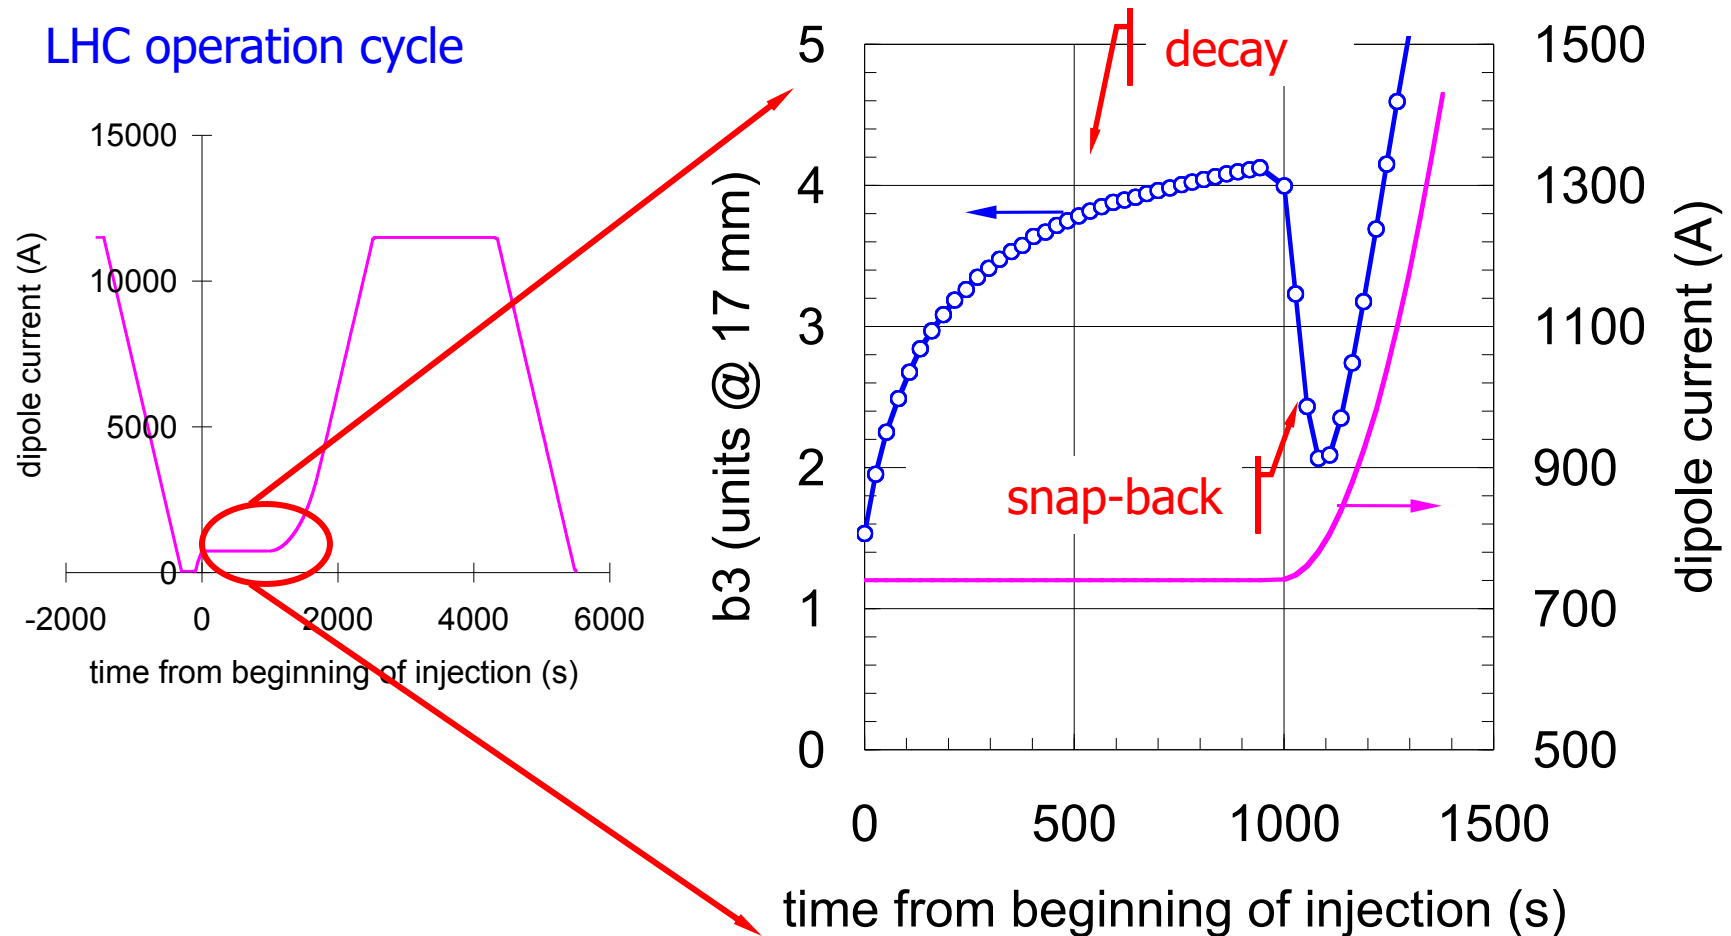 LHC operation cycle
15000
10000
5000
0
-2000 0 2000 4000 6000
dipole current (A)
time from beginning of injection (s)
decay
snap-back
5
4
3
2
1
0
b3 (units @ 17 mm)
1500
1300
1100
900
700
500
dipole current (A)
0 500 1000 1500
time from beginning of injection (s)